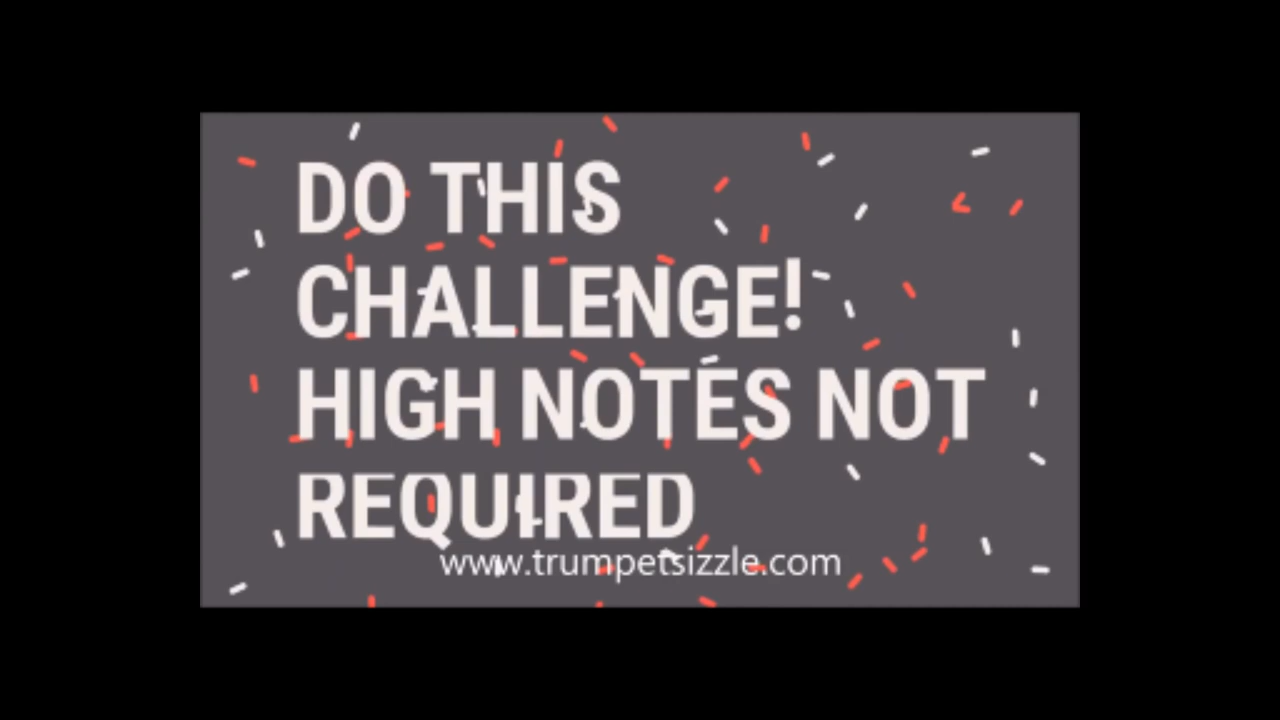 DO THIS
CHALLENGE!
HIGH NOTES NOT
REQUIRED
www.trumpetsizzle.com